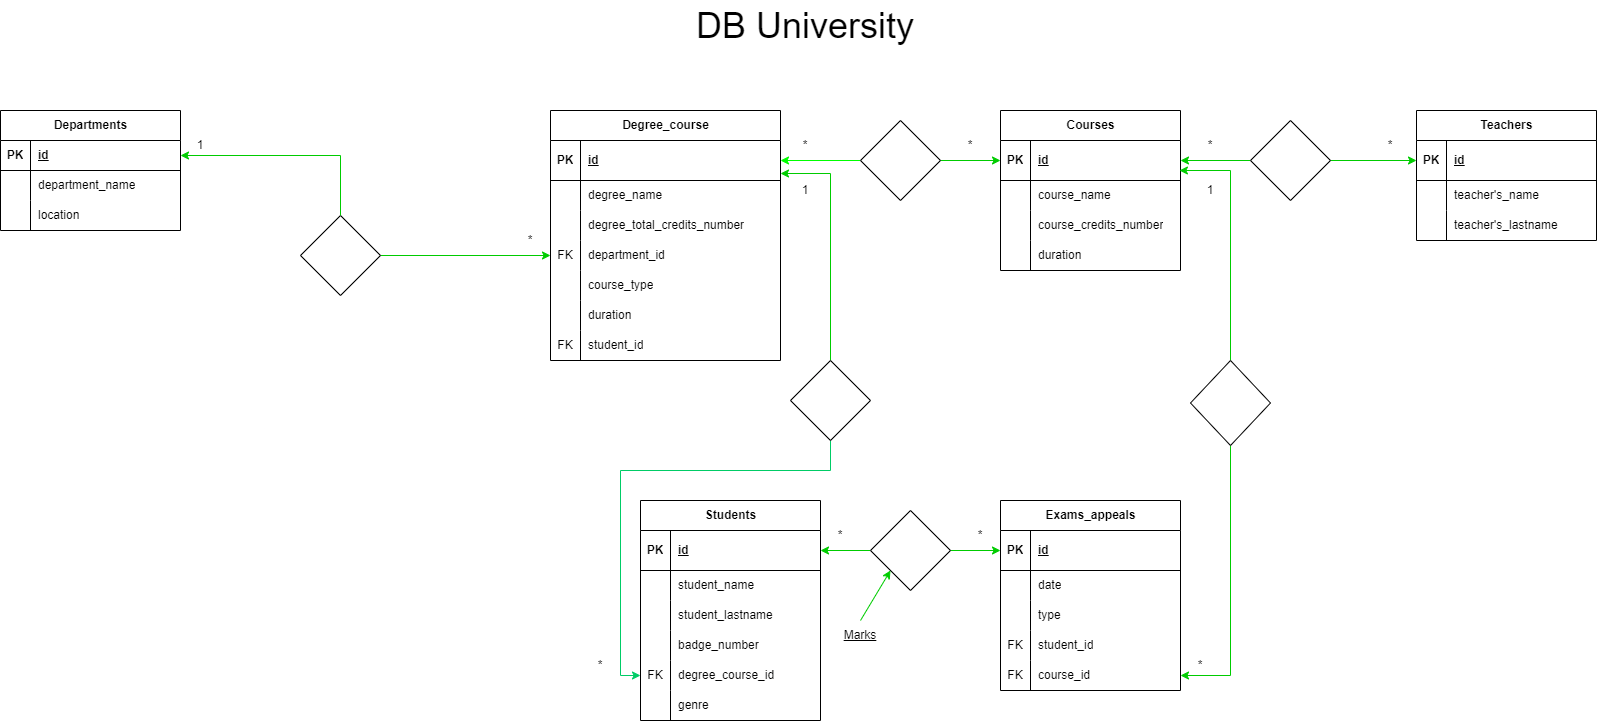 DB University
Departments
PK id
department_name
location
1
*
Degree_course
PK id
degree_name
degree_total_credits_number
FK department_id
course_type
duration
FK student_id
*
*
1
Courses
PK id
course_name
course_credits_number
duration
*
*
1
Teachers
PK id
teacher's_name
teacher's_lastname
Students
PK id
student_name
student_lastname
badge_number
* FK degree_course_id
genre
*
*
Marks
Exams_appeals
PK id
date
type
FK student_id
FK course_id
*